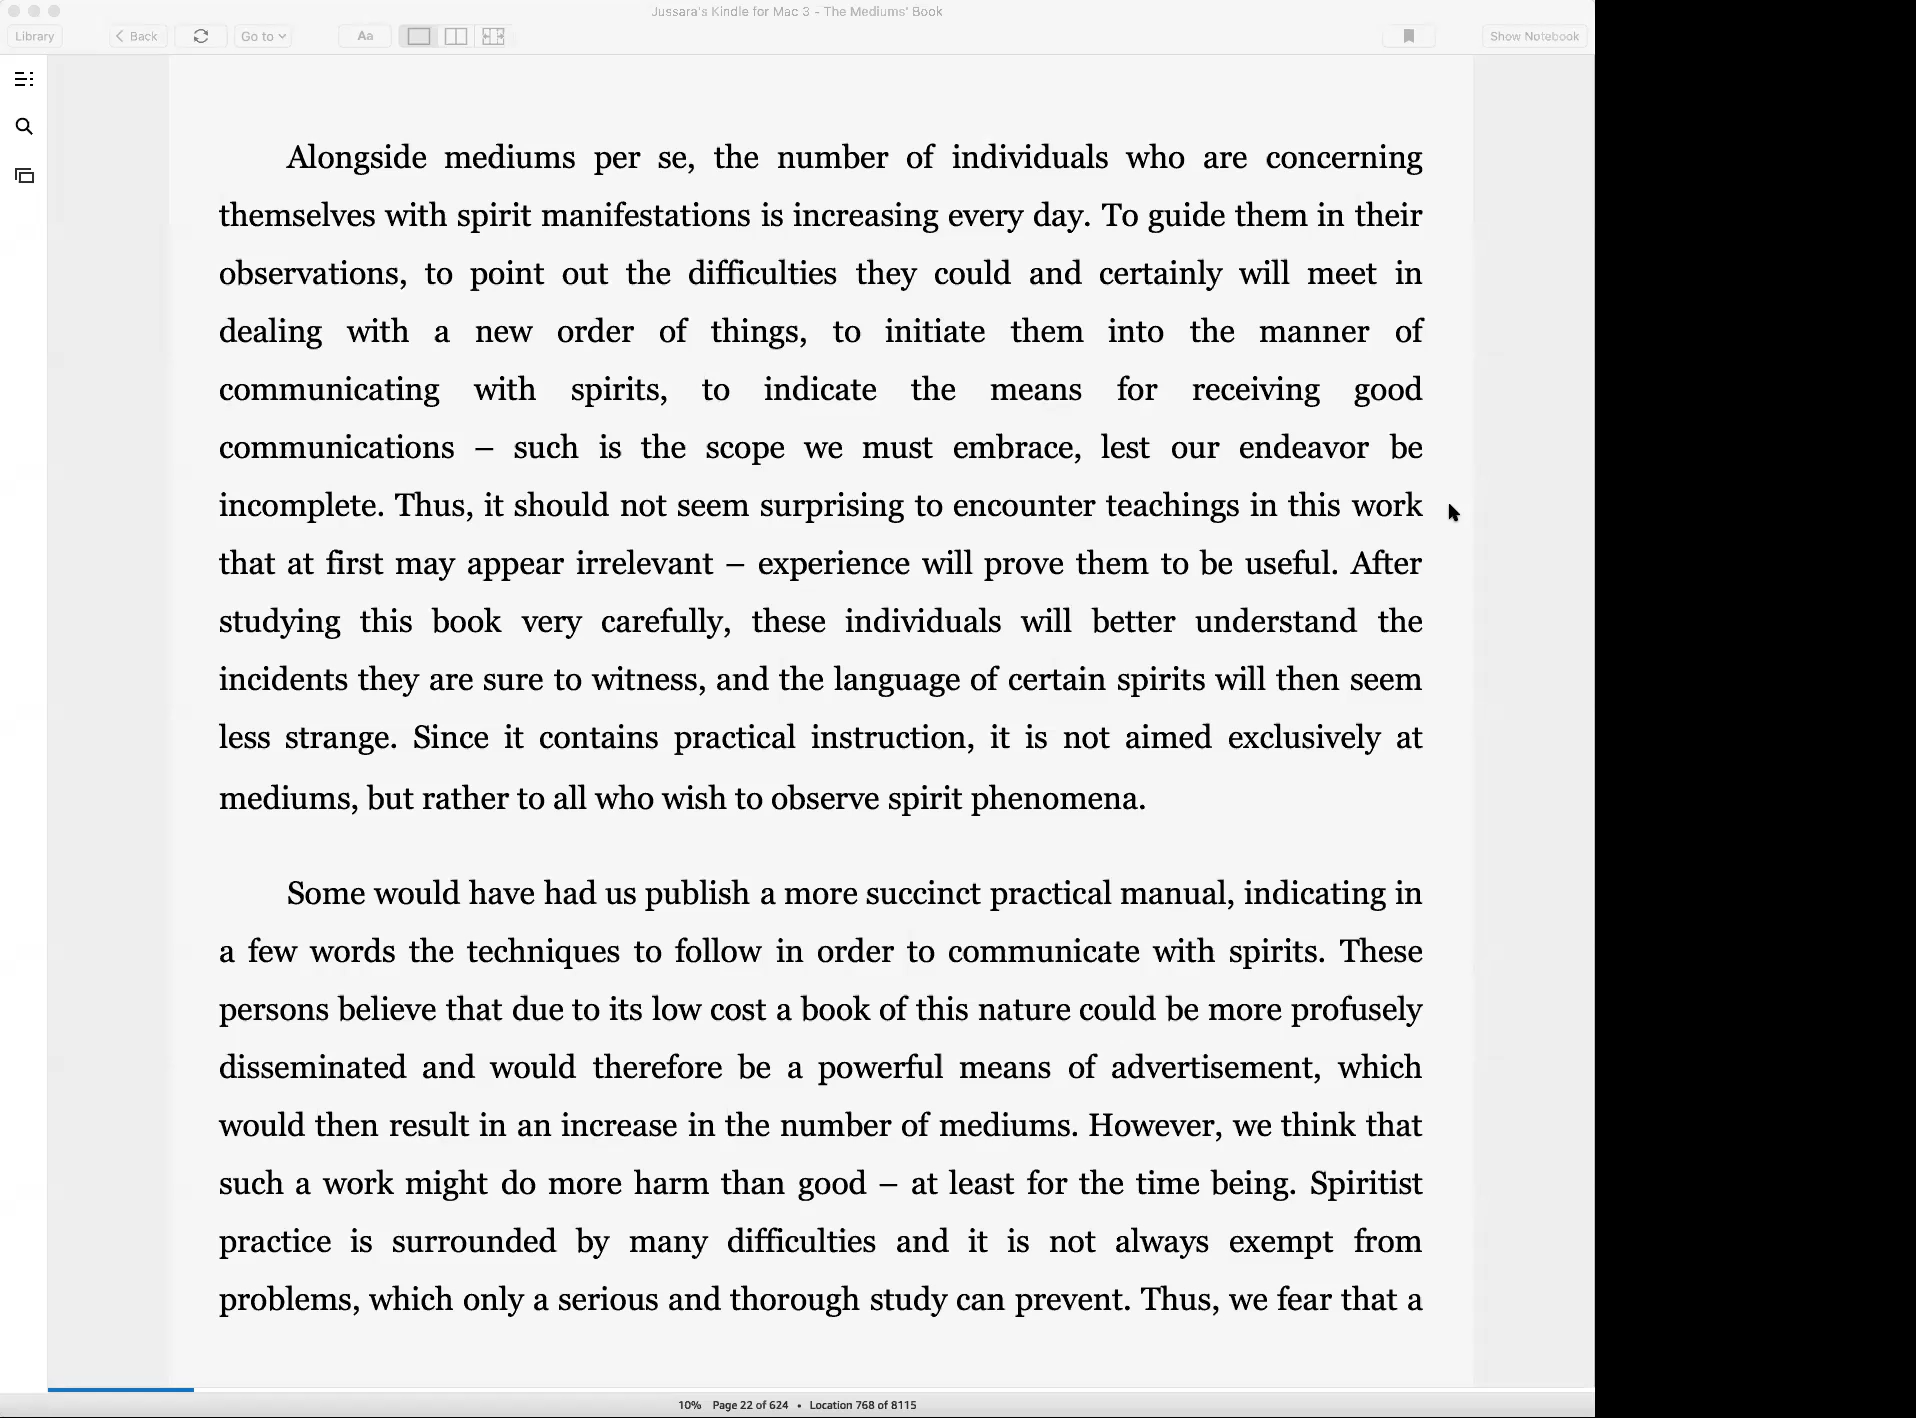 Jussara's Kindle for Mac 3 - The Mediums' Book
Library
Back
Go to
Aa
Show Notebook
Alongside mediums per se, the number of individuals who are concerning
themselves with spirit manifestations is increasing every day. To guide them in their
observations, to point out the difficulties they could and certainly will meet in
dealing with a new order of things, to initiate them into the manner of
communicating with spirits, to indicate the means for receiving good
communications – such is the scope we must embrace, lest our endeavor be
incomplete. Thus, it should not seem surprising to encounter teachings in this work
that at first may appear irrelevant – experience will prove them to be useful. After
studying this book very carefully, these individuals will better understand the
incidents they are sure to witness, and the language of certain spirits will then seem
less strange. Since it contains practical instruction, it is not aimed exclusively at
mediums, but rather to all who wish to observe spirit phenomena.
Some would have had us publish a more succinct practical manual, indicating in
a few words the techniques to follow in order to communicate with spirits. These
persons believe that due to its low cost a book of this nature could be more profusely
disseminated and would therefore be a powerful means of advertisement, which
would then result in an increase in the number of mediums. However, we think that
such a work might do more harm than good – at least for the time being. Spiritist
practice is surrounded by many difficulties and it is not always exempt from
problems, which only a serious and thorough study can prevent. Thus, we fear that a
10% Page 22 of 624 • Location 768 of 8115